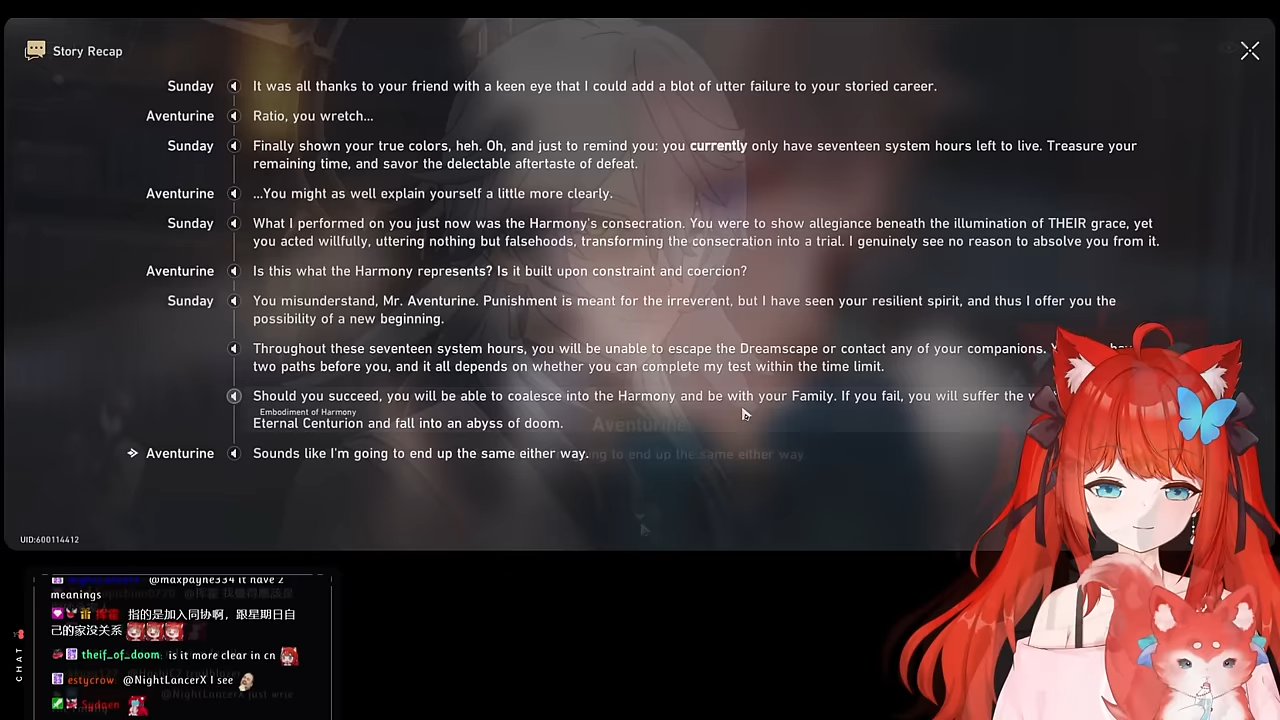 Story Recap
Sunday It was all thanks to your friend with a keen eye that I could add a blot of utter failure to your storied career.
Aventurine Ratio, you wretch...
Sunday Finally shown your true colors, heh. Oh, and just to remind you: you currently only have seventeen system hours left to live. Treasure your
remaining time, and savor the delectable aftertaste of defeat.
Aventurine ...You might as well explain yourself a little more clearly.
Sunday What I performed on you just now was the Harmony's consecration. You were to show allegiance beneath the illumination of THEIR grace, yet
you acted willfully, uttering nothing but falsehoods, transforming the consecration into a trial. I genuinely see no reason to absolve you from it.
Aventurine Is this what the Harmony represents? Is it built upon constraint and coercion?
Sunday You misunderstand, Mr. Aventurine. Punishment is meant for the irreverent, but I have seen your resilient spirit, and thus I offer you the
possibility of a new beginning.
Throughout these seventeen system hours, you will be unable to escape the Dreamscape or contact any of your companions.
two paths before you, and it all depends on whether you can complete my test within the time limit.
Should you succeed, you will be able to coalesce into the Harmony and be with your Family. If you fail, you will suffer the
Embodiment of Harmony
Eternal Centurion and fall into an abyss of doom.
Aventurine
Aventurine Sounds like I'm going to end up the same either way.
going to end up the same either way
UID:600114412
CHAT
@maxpayne334 it have 2
meanings
指的是加入同协啊，跟星期日自
己的家没关系
theif_of_doom: is it more clear in cn
estycrow: @NightLancerX I see
@NightLancerX just